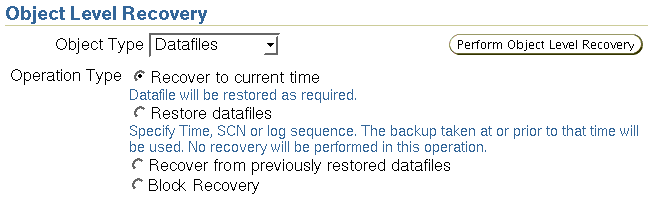 Object Level Recovery
Object Type Datafiles Perform Object Level Recovery
Operation Type Recover to current time
Datafile will be restored as required.
Restore datafiles
Specify Time, SCN or log sequence. The backup taken at or prior to that time will
be used. No recovery will be performed in this operation.
Recover from previously restored datafiles
Block Recovery